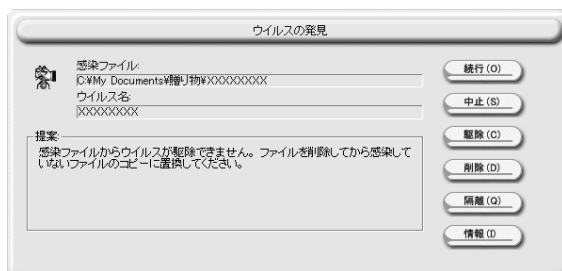 ウイルスの発見
感染ファイル:
C:¥My Documents¥贈り物¥XXXXXXXXX
ウイルス名:
XXXXXXXX
提案:
感染ファイルからウイルスが駆除できません。ファイルを削除してから感染して
いないファイルのコピーに置換してください。
続行(O)
中止(S)
駆除(C)
削除(D)
隔離(Q)
情報(I)